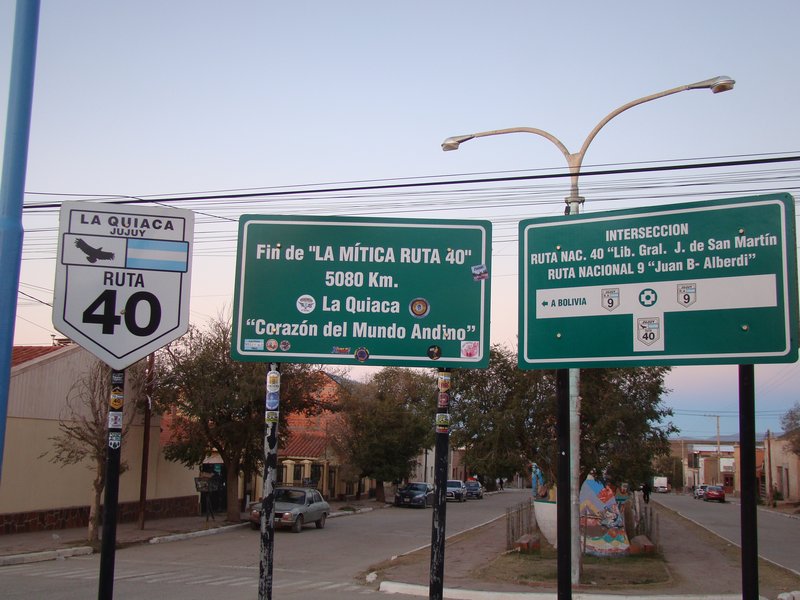 LA QUIACA
JUJUY
RUTA
40
Fin de "LA MÍTICA RUTA 40"
5080 Km.
La Quiaca
“Corazón del Mundo Andino”
INTERSECCION
RUTA NAC. 40 “Lib. Gral. J. de San Martín
RUTA NACIONAL 9 “Juan B- Alberdi”
A BOLIVIA
9
9
40